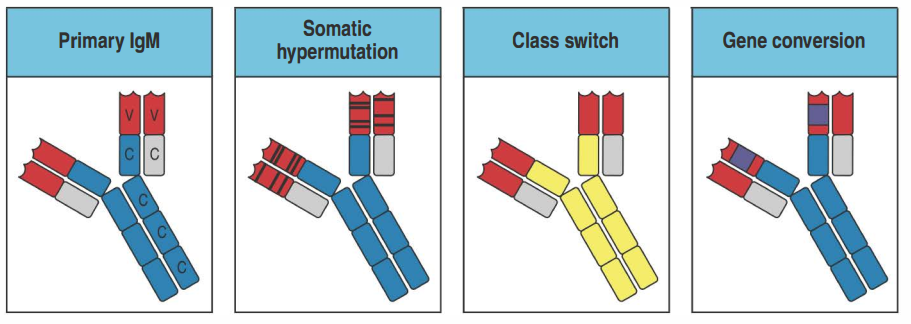 Primary IgM
Somatic
hypermutation
Class switch
Gene conversion
V V
C C
C
C
C